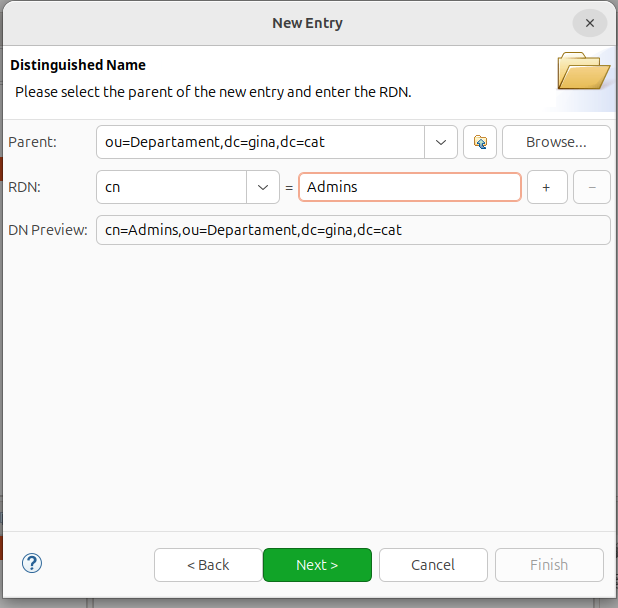 New Entry
Distinguished Name
Please select the parent of the new entry and enter the RDN.
Parent: ou=Departament,dc=gina,dc=cat Browse...
RDN: cn = Admins + −
DN Preview: cn=Admins,ou=Departament,dc=gina,dc=cat
? < Back Next > Cancel Finish